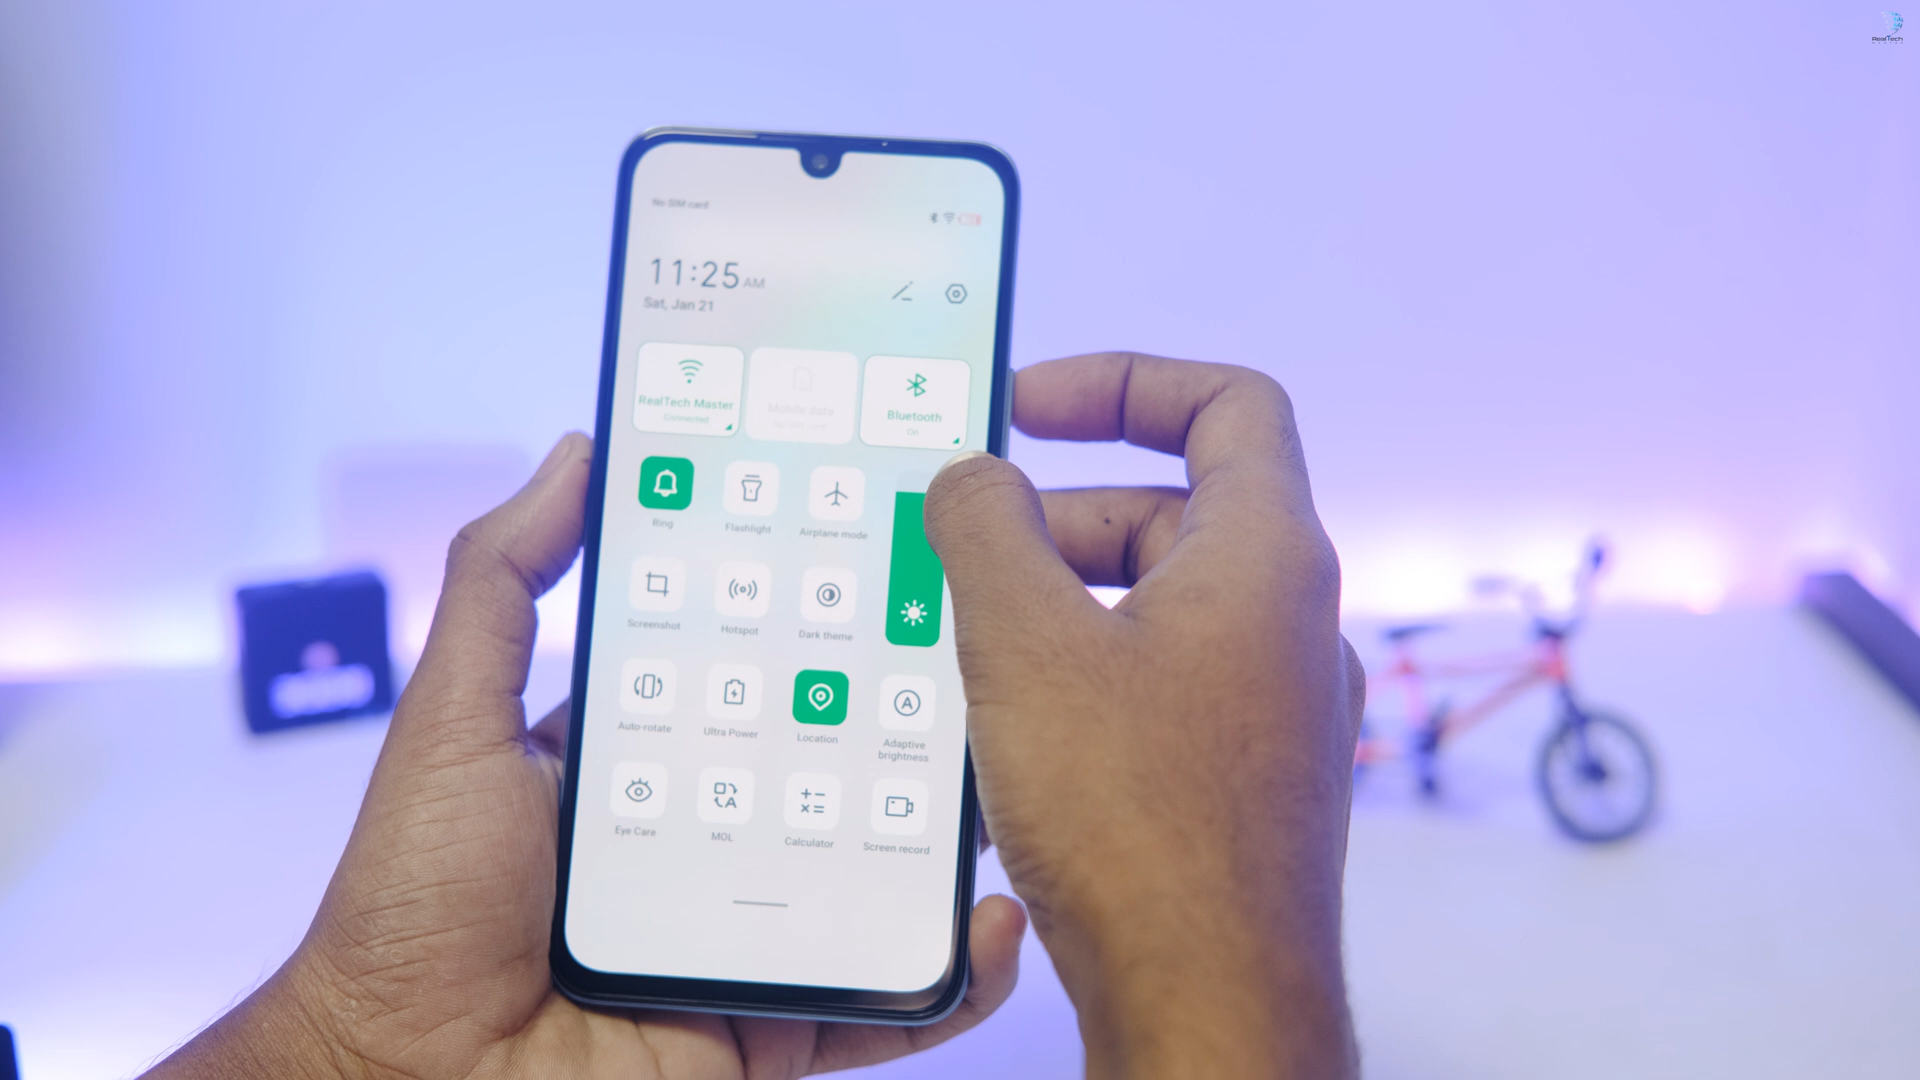 RealTech
No SIM card
11:25 AM
Sat, Jan 21
RealTech Master
Connected
Mobile data
Bluetooth
On
Ring
Flashlight
Airplane mode
Screenshot
Hotspot
Dark theme
Auto-rotate
Ultra Power
Location
Adaptive
brightness
Eye Care
MOL
Calculator
Screen record